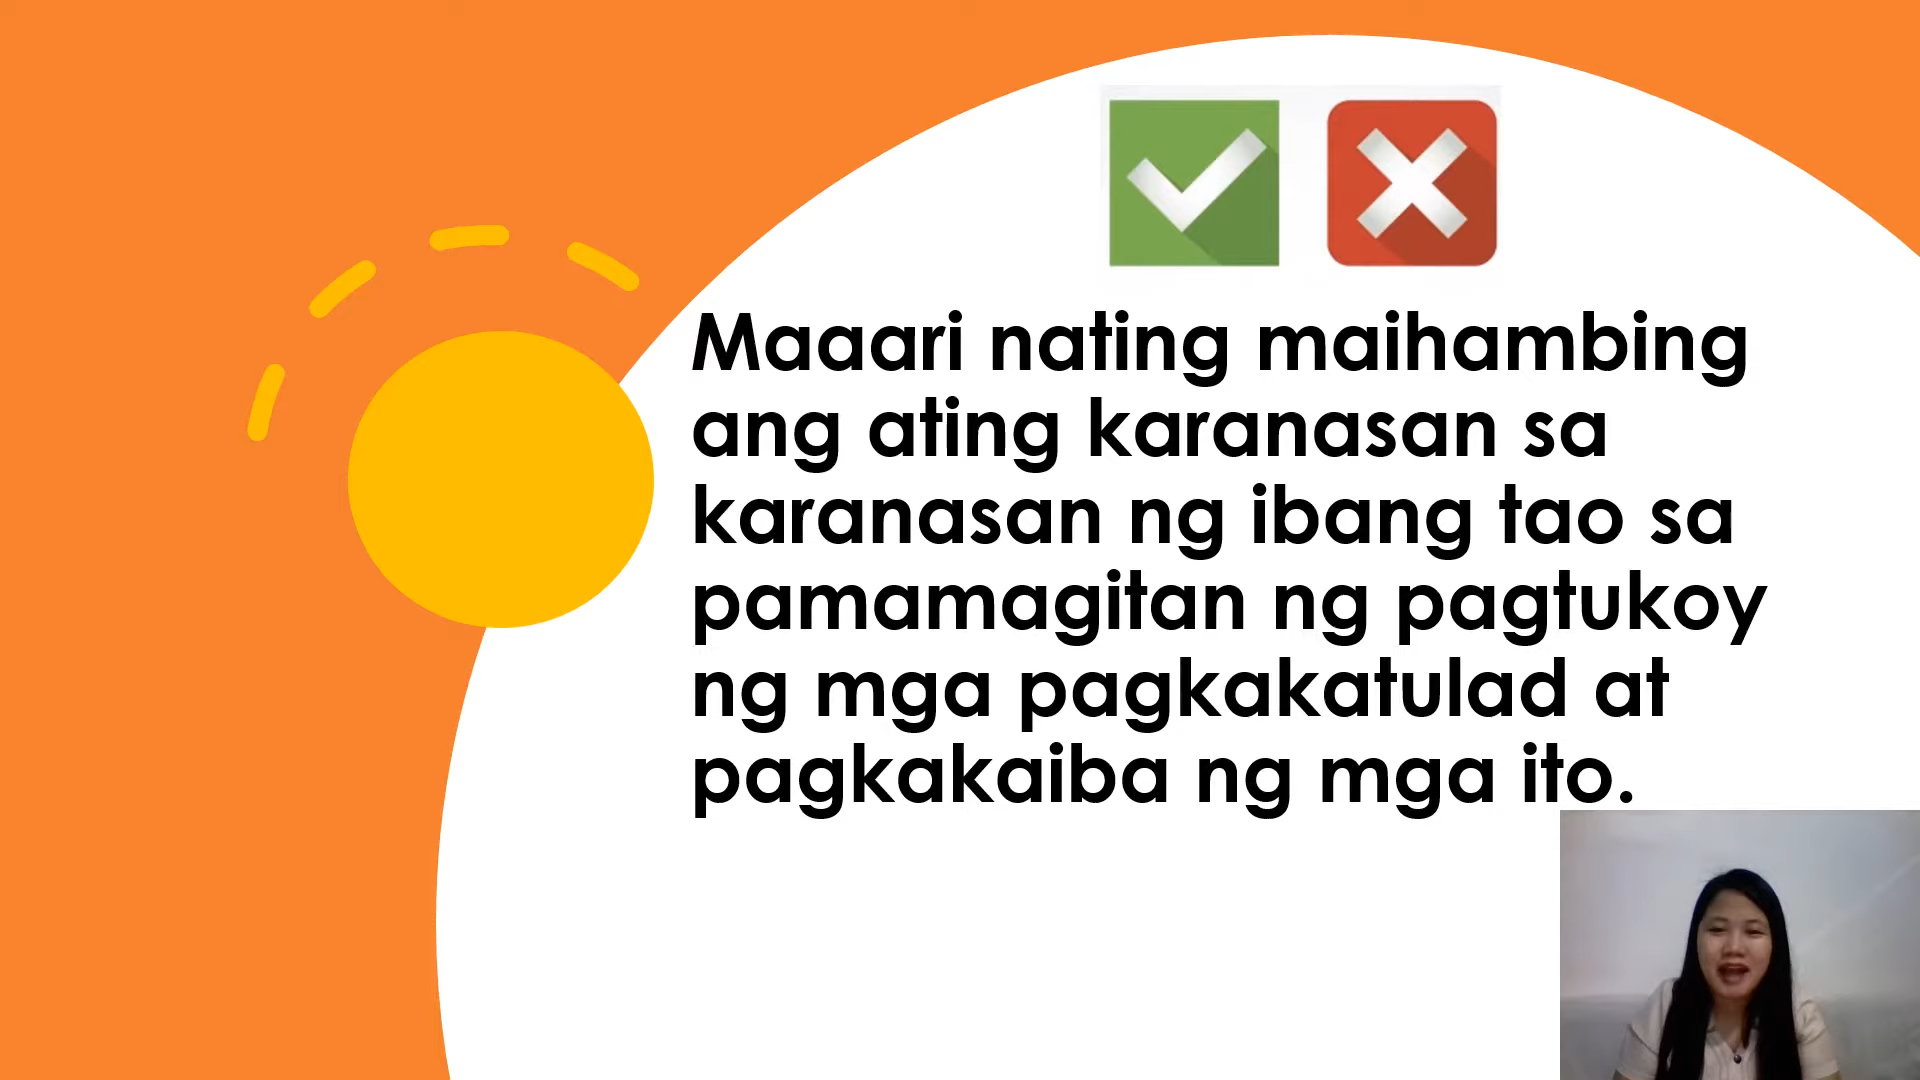 Maaari nating maihambing
ang ating karanasan sa
karanasan ng ibang tao sa
pamamagitan ng pagtukoy
ng mga pagkakatulad at
pagkakaiba ng mga ito.